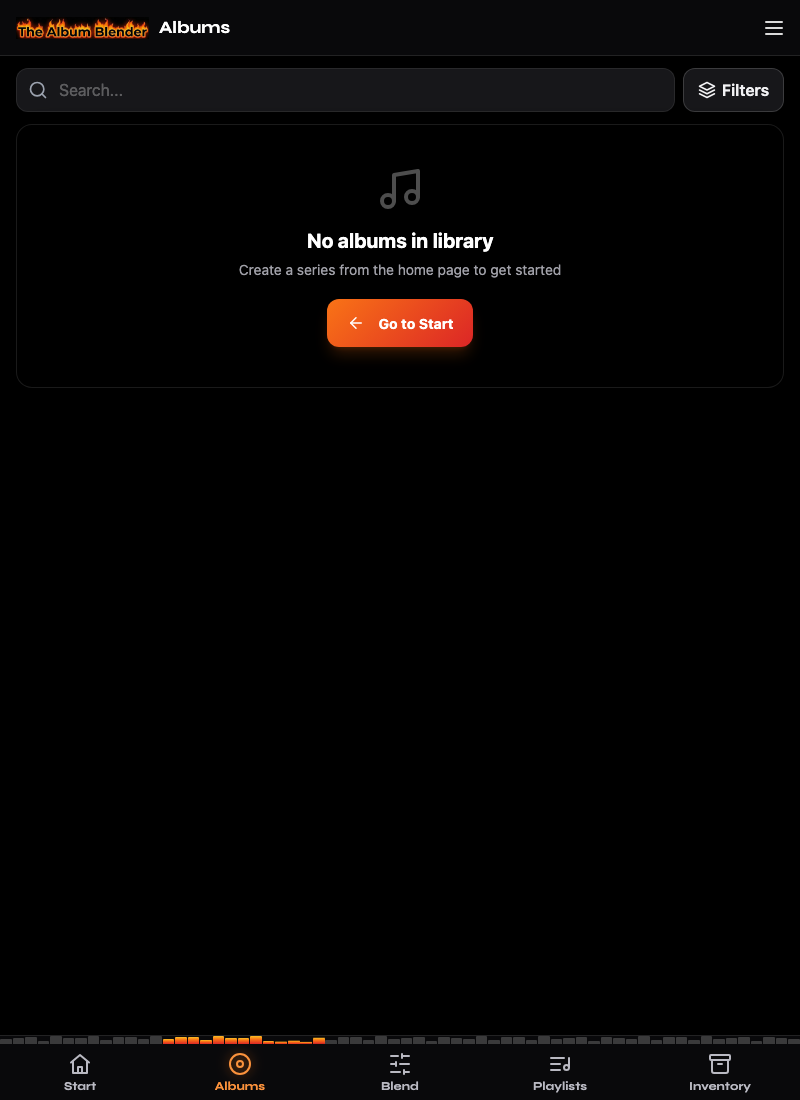 The Album Blender
Albums
Search...
Filters
No albums in library
Create a series from the home page to get started
Go to Start
Start
Albums
Blend
Playlists
Inventory